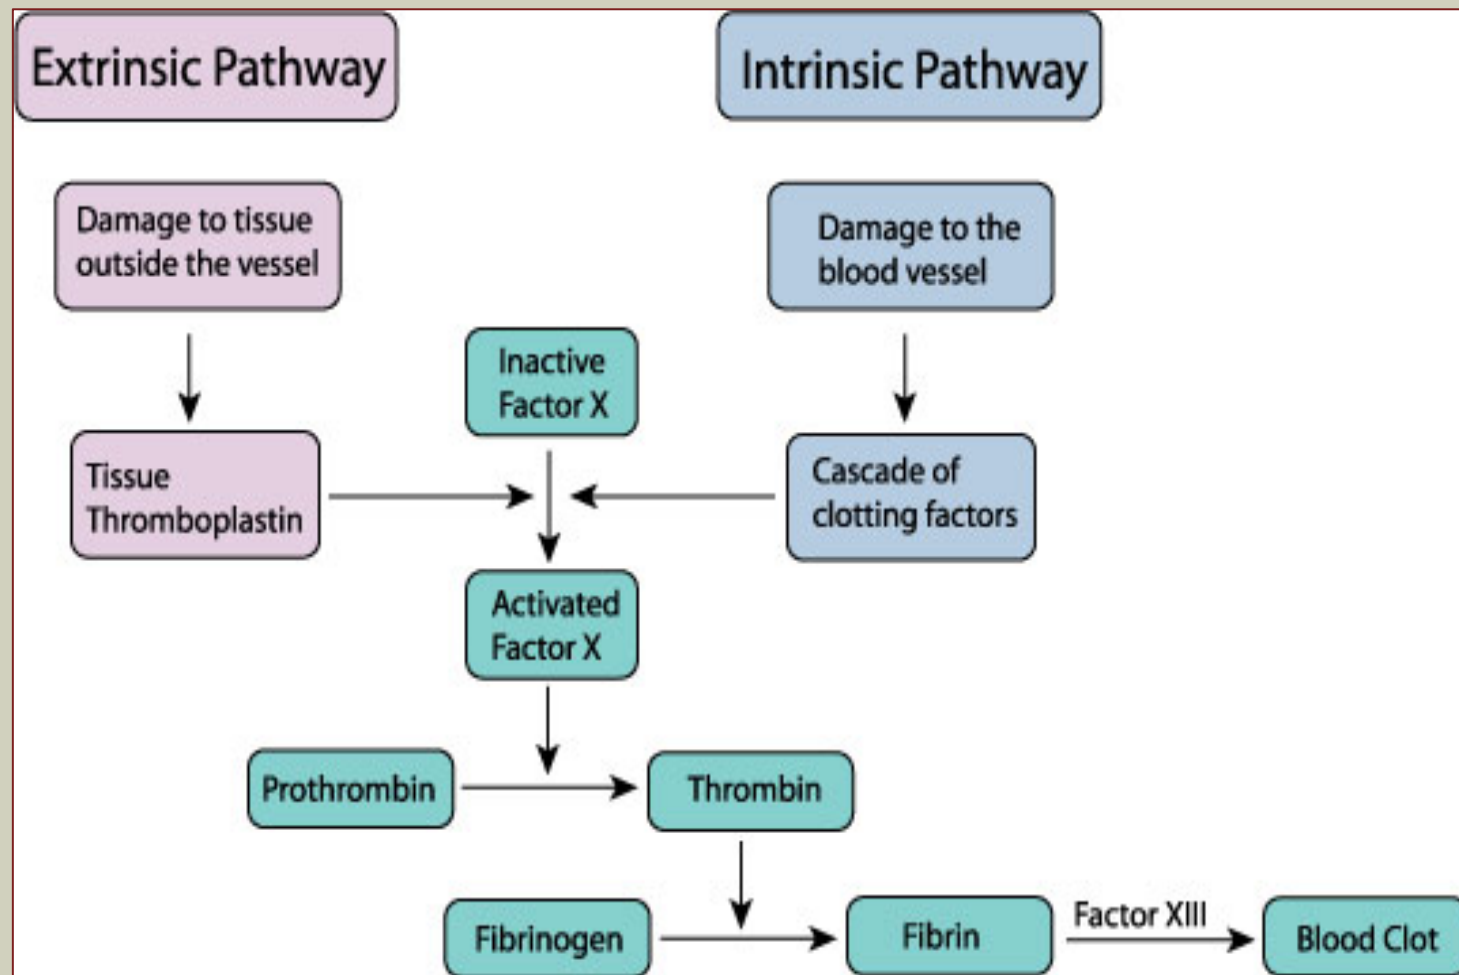 Extrinsic Pathway
Intrinsic Pathway
Damage to tissue
outside the vessel
Damage to the
blood vessel
Inactive
Factor X
Tissue
Thromboplastin
Cascade of
clotting factors
Activated
Factor X
Prothrombin
Thrombin
Fibrinogen
Fibrin
Factor XIII
Blood Clot